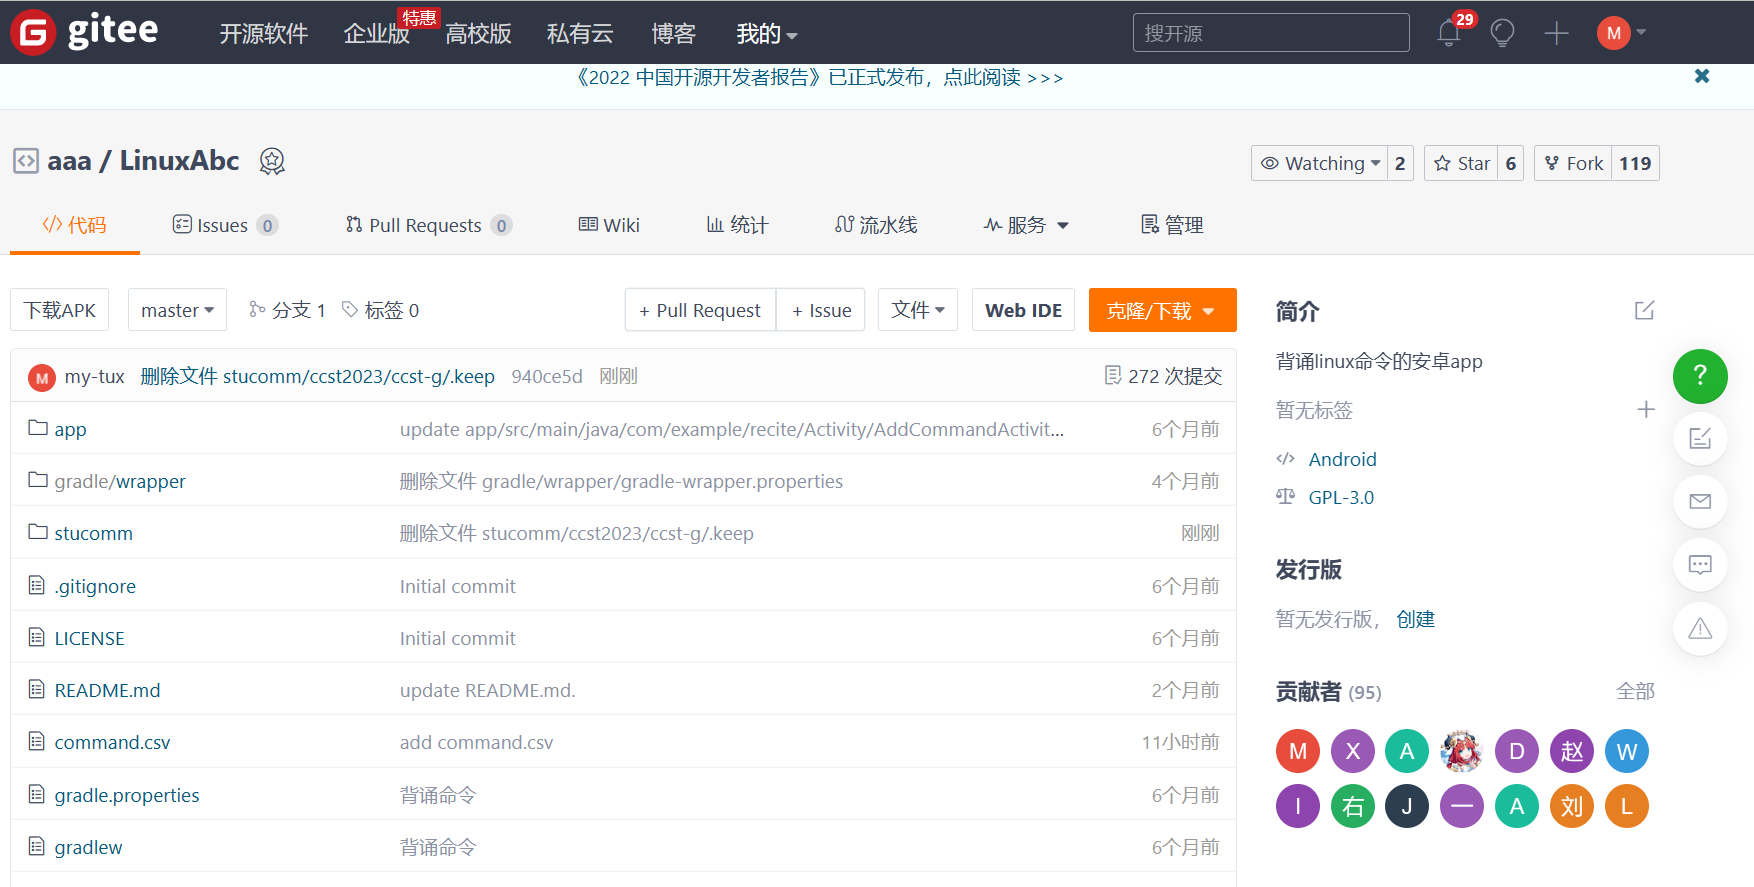 gitee 开源软件 企业版 特惠 高校版 私有云 博客 我的 搜开源 29 M
《2022 中国开源开发者报告》已正式发布，点此阅读 >>>
aaa / LinuxAbc Watching 2 Star 6 Fork 119
代码 Issues 0 Pull Requests 0 Wiki 统计 流水线 服务 管理
下载APK master 分支 1 标签 0 + Pull Request + Issue 文件 Web IDE 克隆/下载
M my-tux 删除文件 stucomm/ccst2023/ccst-g/.keep 940ce5d 刚刚 272 次提交
app update app/src/main/java/com/example/recite/Activity/AddCommandActivit... 6个月前
gradle/wrapper 删除文件 gradle/wrapper/gradle-wrapper.properties 4个月前
stucomm 删除文件 stucomm/ccst2023/ccst-g/.keep 刚刚
.gitignore Initial commit 6个月前
LICENSE Initial commit 6个月前
README.md update README.md. 2个月前
command.csv add command.csv 11小时前
gradle.properties 背诵命令 6个月前
gradlew 背诵命令 6个月前
简介
背诵linux命令的安卓app
暂无标签
Android
GPL-3.0
发行版
暂无发行版， 创建
贡献者 (95) 全部
M X A D 赵 W
I 右 J 一 A 刘 L
?